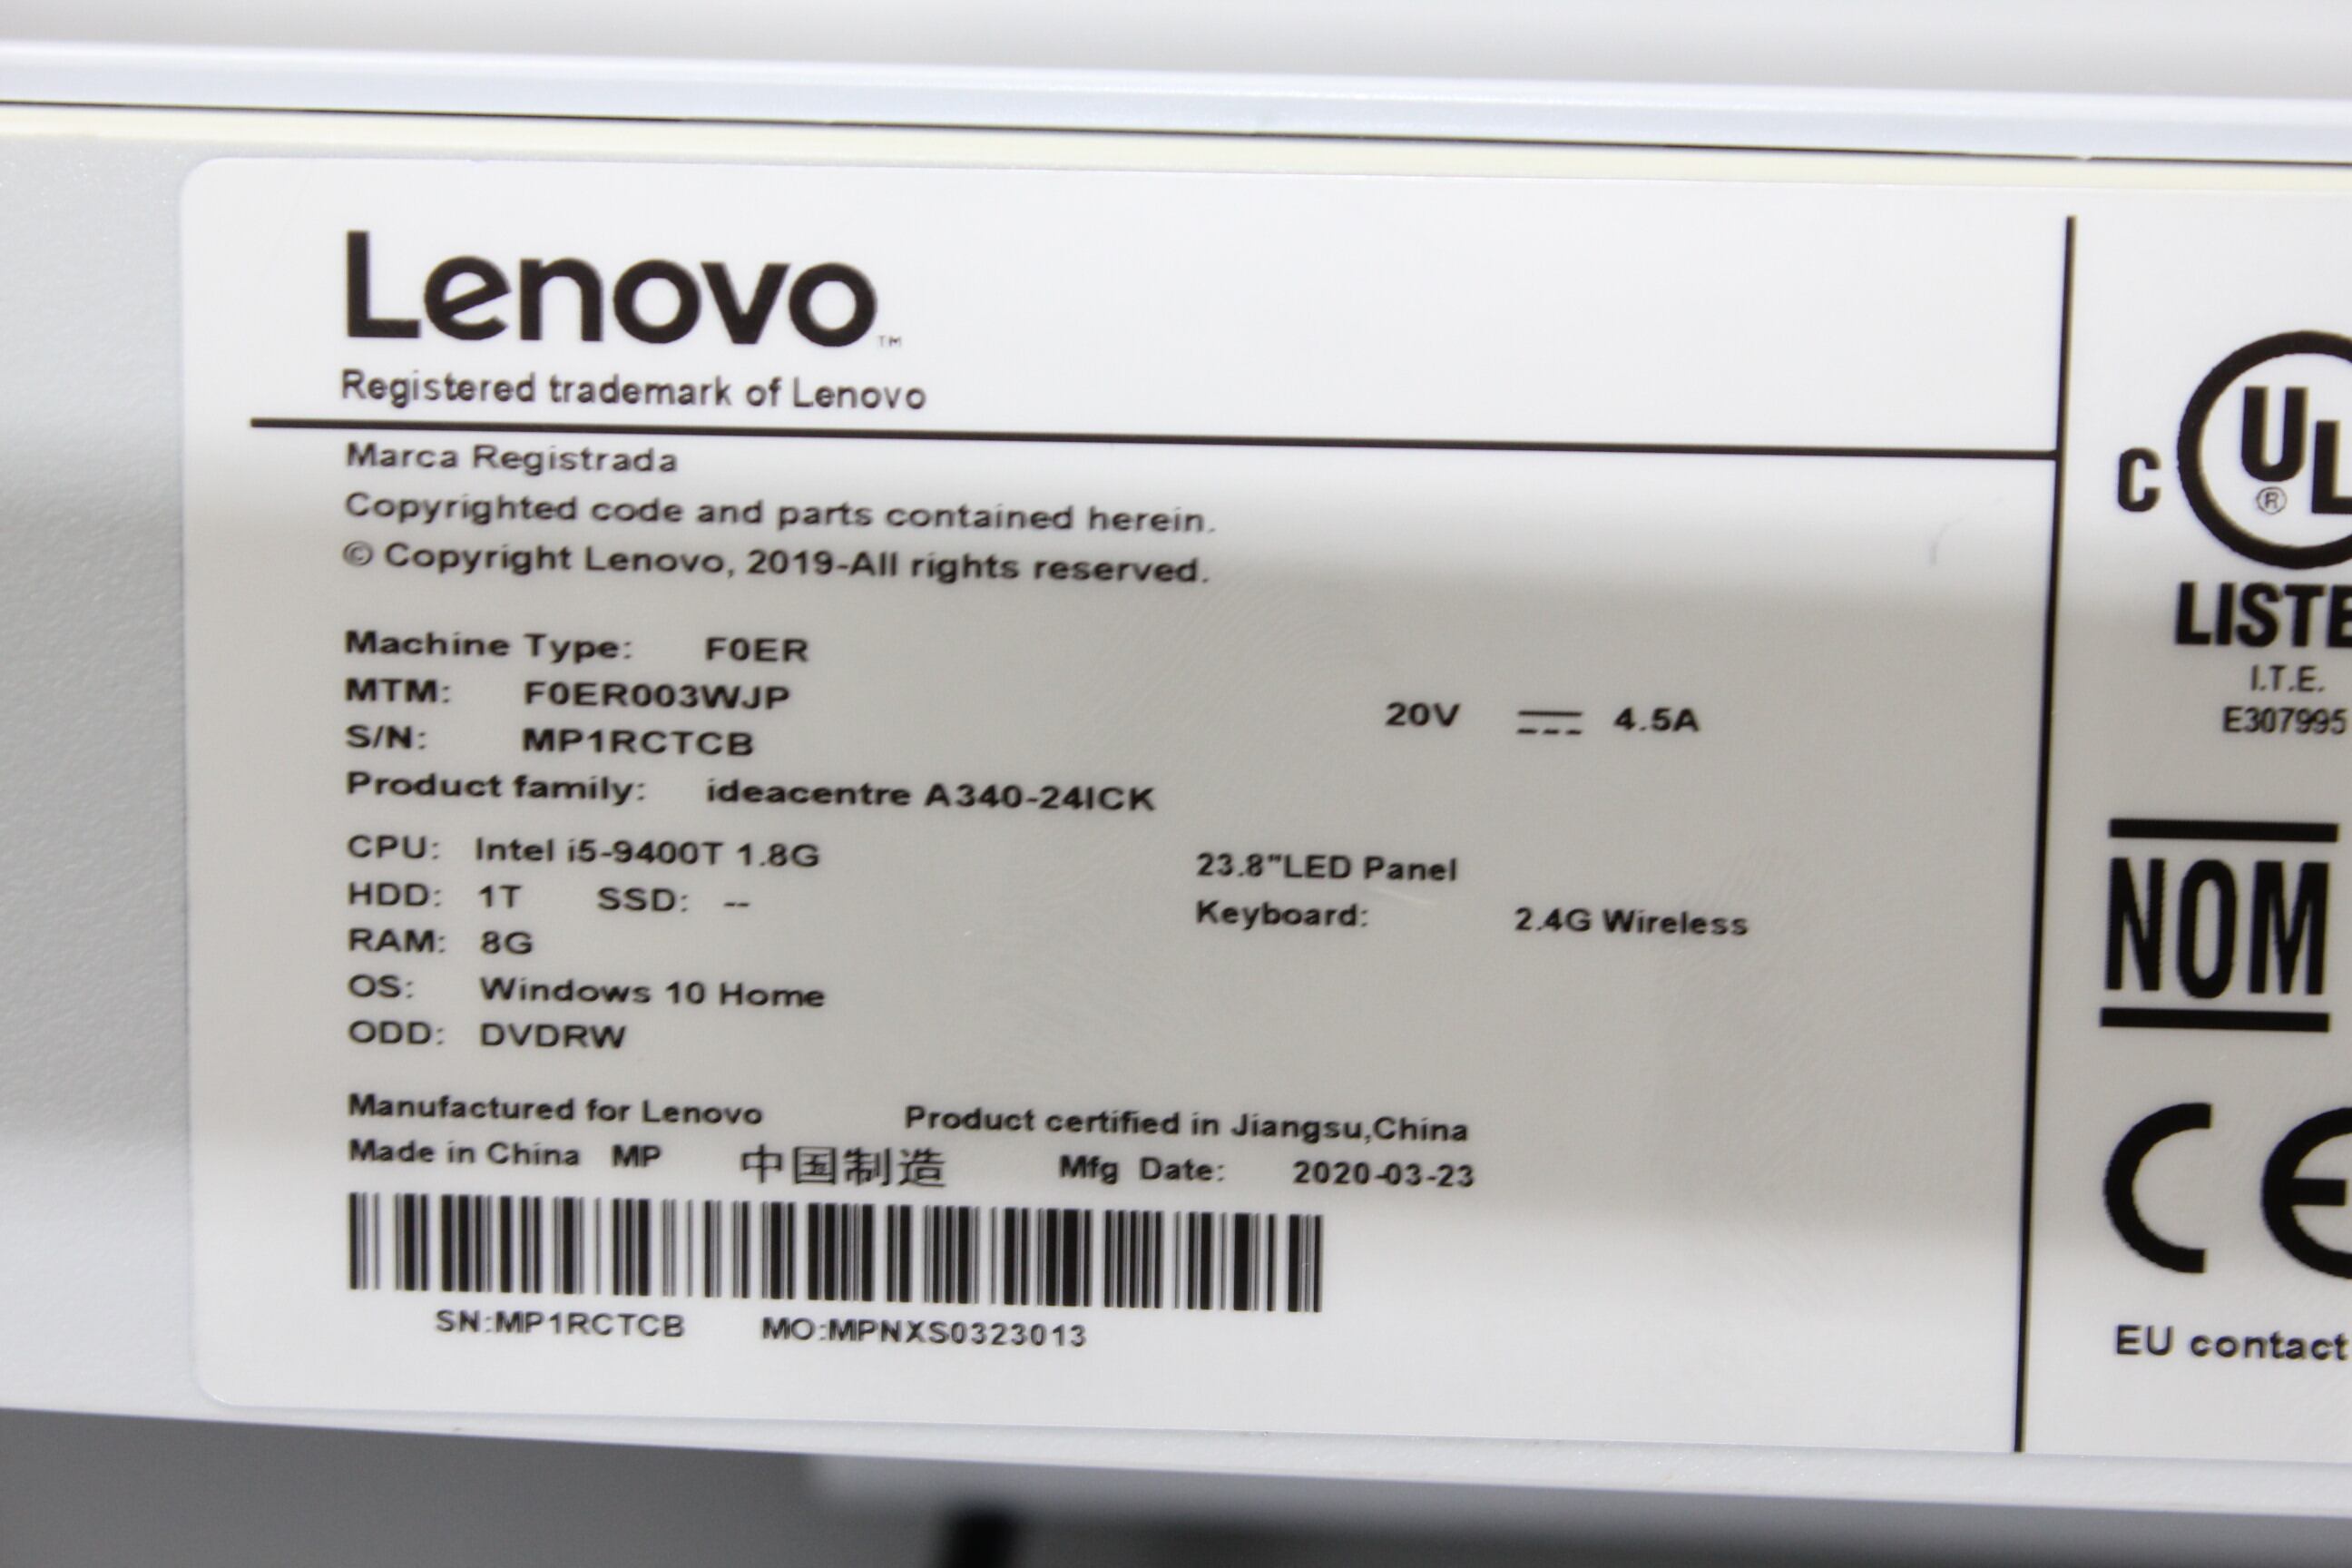 Lenovo™
Registered trademark of Lenovo
Marca Registrada
Copyrighted code and parts contained herein.
© Copyright Lenovo, 2019-All rights reserved.
Machine Type: F0ER
MTM: F0ER003WJP
S/N: MP1RCTCB
20V ⎓ 4.5A
Product family: ideacentre A340-24ICK
CPU: Intel i5-9400T 1.8G
HDD: 1T SSD: --
RAM: 8G
OS: Windows 10 Home
ODD: DVDRW
23.8"LED Panel
Keyboard: 2.4G Wireless
Manufactured for Lenovo Product certified in Jiangsu,China
Made in China MP 中国制造 Mfg Date: 2020-03-23
SN:MP1RCTCB MO:MPNXS0323013
C UL ®
LISTE
I.T.E.
E307995
NOM
CE
EU contact